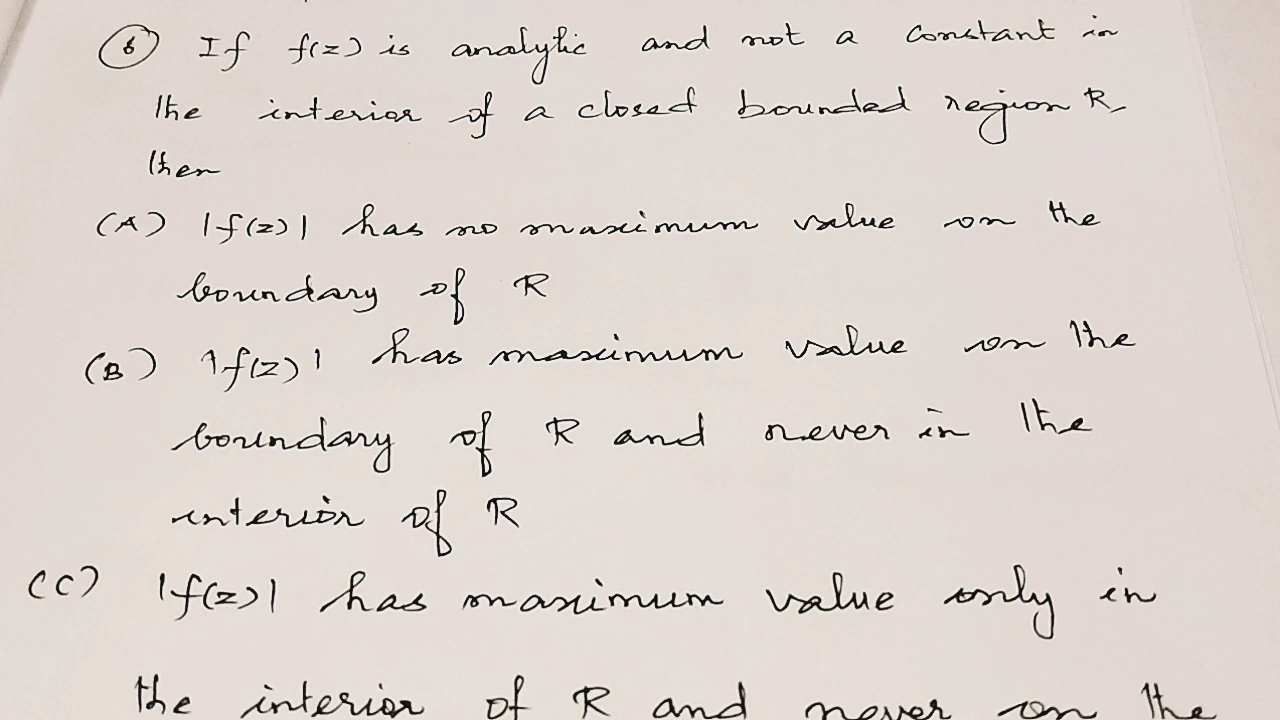 6 If f(z) is analytic and not a constant in
the interior of a closed bounded region R
then
(A) |f(z)| has no maximum value on the
boundary of R
(B) |f(z)| has maximum value on the
boundary of R and never in the
interior of R
(C) |f(z)| has maximum value only in
the interior of R and never on the